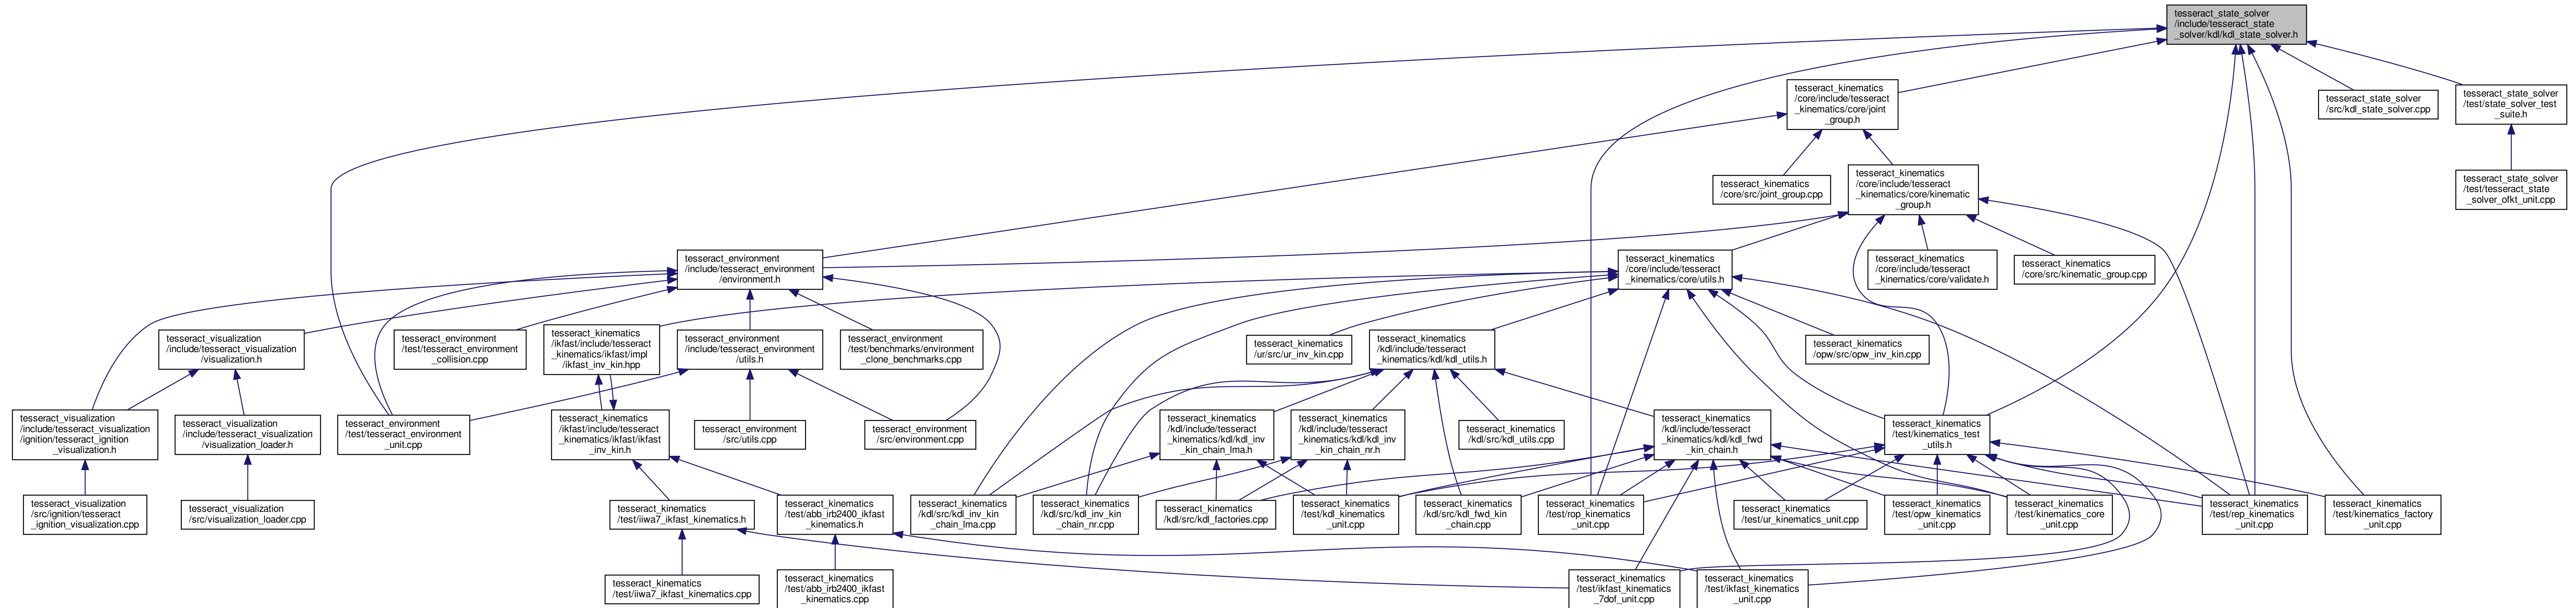 tesseract_state_solver
/include/tesseract_state
_solver/kdl/kdl_state_solver.h
tesseract_kinematics
/core/include/tesseract
_kinematics/core/joint
_group.h
tesseract_state_solver
/src/kdl_state_solver.cpp
tesseract_state_solver
/test/state_solver_test
_suite.h
tesseract_kinematics
/core/src/joint_group.cpp
tesseract_kinematics
/core/include/tesseract
_kinematics/core/kinematic
_group.h
tesseract_state_solver
/test/tesseract_state
_solver_ofkt_unit.cpp
tesseract_environment
/include/tesseract_environment
/environment.h
tesseract_kinematics
/core/include/tesseract
_kinematics/core/utils.h
tesseract_kinematics
/core/include/tesseract
_kinematics/core/validate.h
tesseract_kinematics
/core/src/kinematic_group.cpp
tesseract_visualization
/include/tesseract_visualization
/visualization.h
tesseract_environment
/test/tesseract_environment
_collision.cpp
tesseract_kinematics
/ikfast/include/tesseract
_kinematics/ikfast/impl
/ikfast_inv_kin.hpp
tesseract_environment
/include/tesseract_environment
/utils.h
tesseract_environment
/test/benchmarks/environment
_clone_benchmarks.cpp
tesseract_kinematics
/ur/src/ur_inv_kin.cpp
tesseract_kinematics
/kdl/include/tesseract
_kinematics/kdl/kdl_utils.h
tesseract_kinematics
/opw/src/opw_inv_kin.cpp
tesseract_visualization
/include/tesseract_visualization
/ignition/tesseract_ignition
_visualization.h
tesseract_visualization
/include/tesseract_visualization
/visualization_loader.h
tesseract_environment
/test/tesseract_environment
_unit.cpp
tesseract_kinematics
/ikfast/include/tesseract
_kinematics/ikfast/ikfast
_inv_kin.h
tesseract_environment
/src/utils.cpp
tesseract_environment
/src/environment.cpp
tesseract_kinematics
/kdl/include/tesseract
_kinematics/kdl/kdl_inv
_kin_chain_lma.h
tesseract_kinematics
/kdl/include/tesseract
_kinematics/kdl/kdl_inv
_kin_chain_nr.h
tesseract_kinematics
/kdl/src/kdl_utils.cpp
tesseract_kinematics
/kdl/include/tesseract
_kinematics/kdl/kdl_fwd
_kin_chain.h
tesseract_kinematics
/test/kinematics_test
_utils.h
tesseract_visualization
/src/ignition/tesseract
_ignition_visualization.cpp
tesseract_visualization
/src/visualization_loader.cpp
tesseract_kinematics
/test/iiwa7_ikfast_kinematics.h
tesseract_kinematics
/test/abb_irb2400_ikfast
_kinematics.h
tesseract_kinematics
/kdl/src/kdl_inv_kin
_chain_lma.cpp
tesseract_kinematics
/kdl/src/kdl_inv_kin
_chain_nr.cpp
tesseract_kinematics
/kdl/src/kdl_factories.cpp
tesseract_kinematics
/test/kdl_kinematics
_unit.cpp
tesseract_kinematics
/kdl/src/kdl_fwd_kin
_chain.cpp
tesseract_kinematics
/test/rop_kinematics
_unit.cpp
tesseract_kinematics
/test/ur_kinematics_unit.cpp
tesseract_kinematics
/test/opw_kinematics
_unit.cpp
tesseract_kinematics
/test/kinematics_core
_unit.cpp
tesseract_kinematics
/test/rep_kinematics
_unit.cpp
tesseract_kinematics
/test/kinematics_factory
_unit.cpp
tesseract_kinematics
/test/iiwa7_ikfast_kinematics.cpp
tesseract_kinematics
/test/abb_irb2400_ikfast
_kinematics.cpp
tesseract_kinematics
/test/ikfast_kinematics
_7dof_unit.cpp
tesseract_kinematics
/test/ikfast_kinematics
_unit.cpp